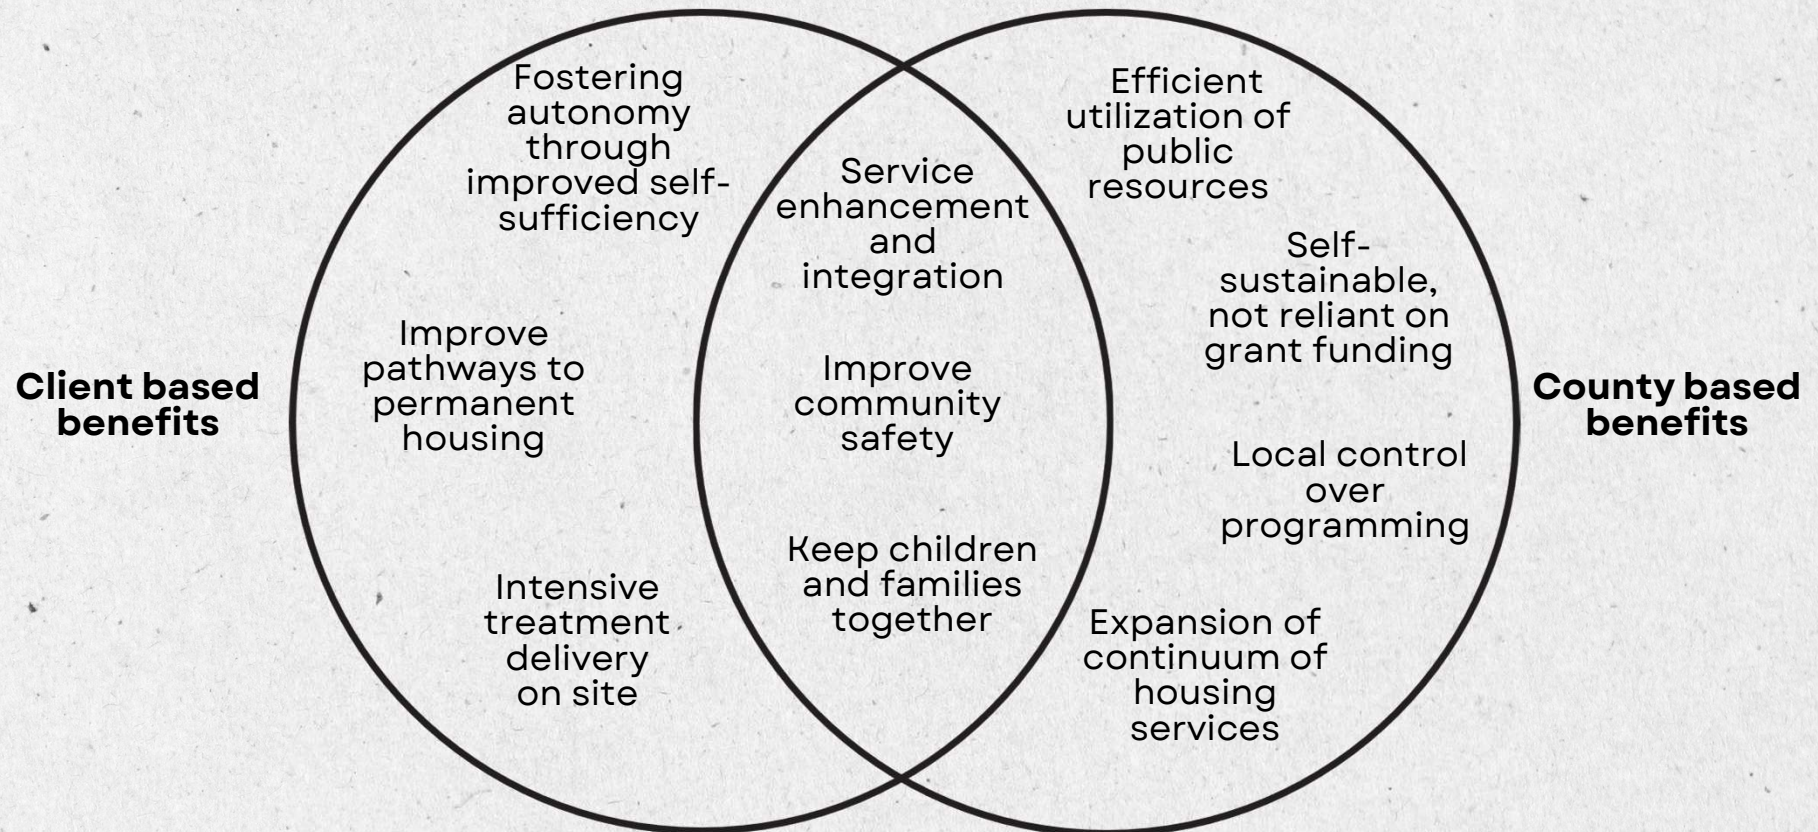 Client based
benefits
Fostering
autonomy
through
improved self-
sufficiency
Improve
pathways to
permanent
housing
Intensive
treatment
delivery
on site
Service
enhancement
and
integration
Improve
community
safety
Keep children
and families
together
Efficient
utilization of
public
resources
Self-
sustainable,
not reliant on
grant funding
Local control
over
programming
Expansion of
continuum of
housing
services
County based
benefits